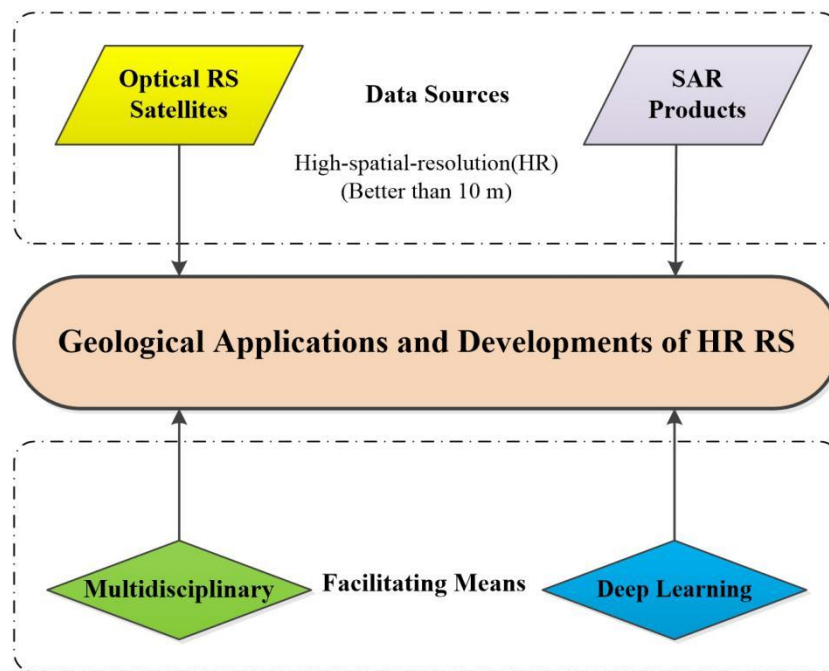 Optical RS
Satellites
Data Sources
SAR
Products
High-spatial-resolution(HR)
(Better than 10 m)
Geological Applications and Developments of HR RS
Multidisciplinary
Facilitating Means
Deep Learning